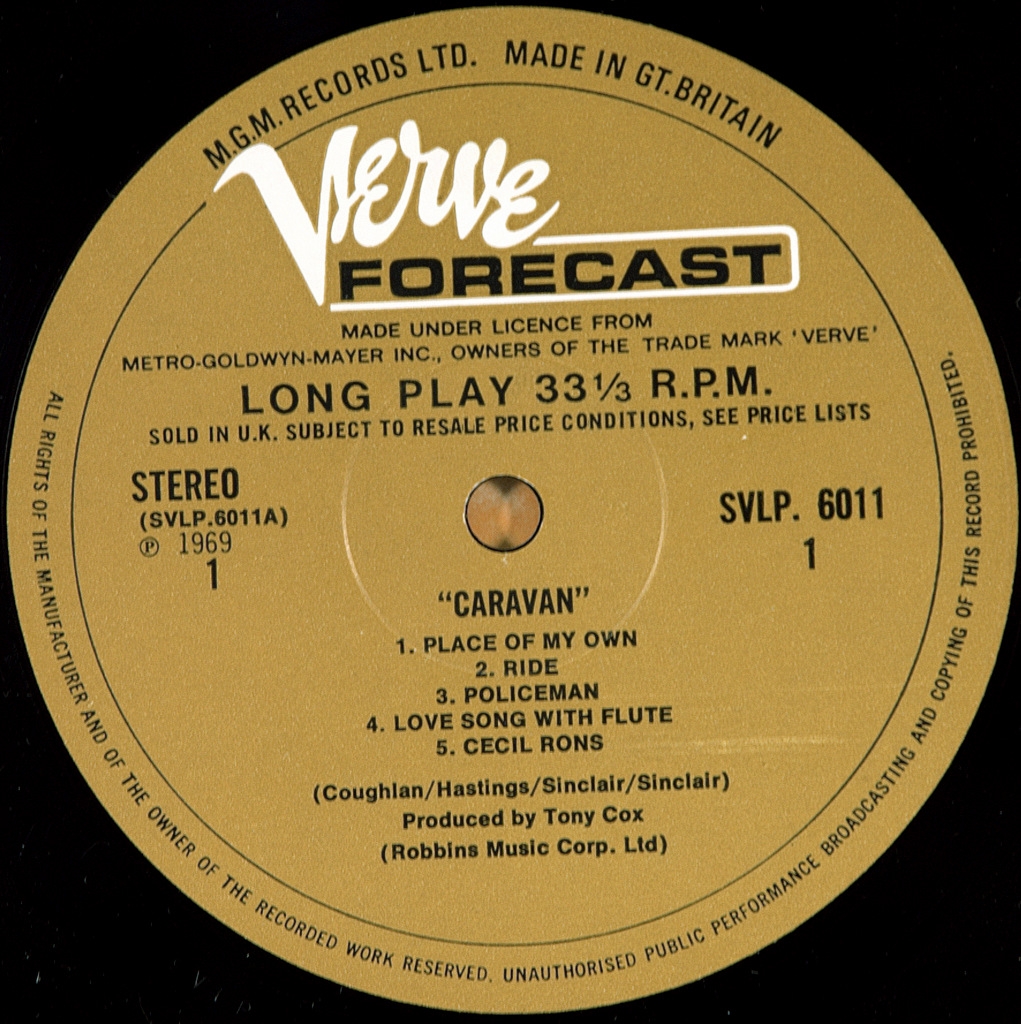 M.G.M. RECORDS LTD. MADE IN GT. BRITAIN
Verve
FORECAST
MADE UNDER LICENCE FROM
METRO-GOLDWYN-MAYER INC., OWNERS OF THE TRADE MARK 'VERVE'
LONG PLAY 33⅓ R.P.M.
SOLD IN U.K. SUBJECT TO RESALE PRICE CONDITIONS, SEE PRICE LISTS
STEREO
(SVLP.6011A)
℗ 1969
1
SVLP. 6011
1
"CARAVAN"
1. PLACE OF MY OWN
2. RIDE
3. POLICEMAN
4. LOVE SONG WITH FLUTE
5. CECIL RONS
(Coughlan/Hastings/Sinclair/Sinclair)
Produced by Tony Cox
(Robbins Music Corp. Ltd)
ALL RIGHTS OF THE MANUFACTURER AND OF THE OWNER OF THE RECORDED WORK RESERVED. UNAUTHORISED PUBLIC PERFORMANCE BROADCASTING AND COPYING OF THIS RECORD PROHIBITED.